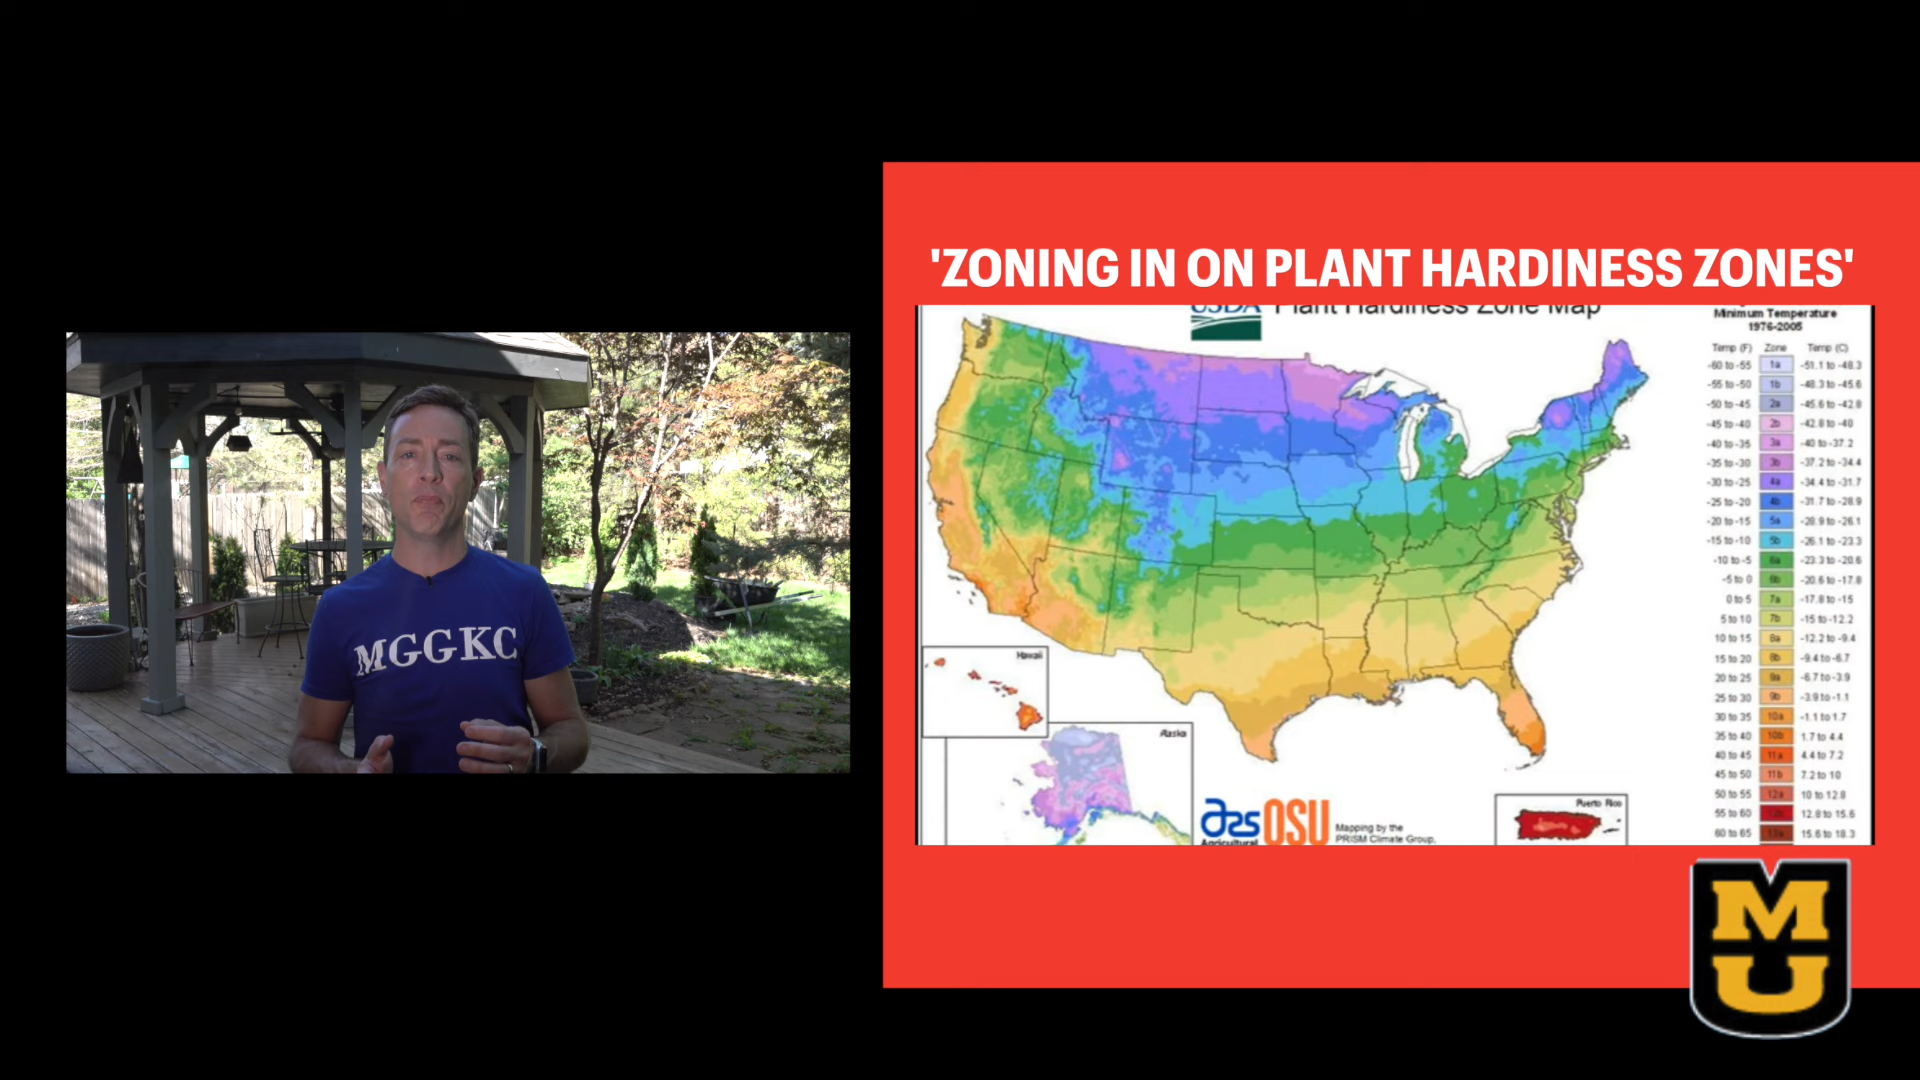 'ZONING IN ON PLANT HARDINESS ZONES'
USDA Plant Hardiness Zone Map
MGGKC
Minimum Temperature
1976-2005
Temp (F) Zone Temp (C)
-60 to -55 1a -51.1 to -48.3
-55 to -50 1b -48.3 to -45.6
-50 to -45 2a -45.6 to -42.8
-45 to -40 2b -42.8 to -40
-40 to -35 3a -40 to -37.2
-35 to -30 3b -37.2 to -34.4
-30 to -25 4a -34.4 to -31.7
-25 to -20 4b -31.7 to -28.9
-20 to -15 5a -28.9 to -26.1
-15 to -10 5b -26.1 to -23.3
-10 to -5 6a -23.3 to -20.6
-5 to 0 6b -20.6 to -17.8
0 to 5 7a -17.8 to -15
5 to 10 7b -15 to -12.2
10 to 15 8a -12.2 to -9.4
15 to 20 8b -9.4 to -6.7
20 to 25 9a -6.7 to -3.9
25 to 30 9b -3.9 to -1.1
30 to 35 10a -1.1 to 1.7
35 to 40 10b 1.7 to 4.4
40 to 45 11a 4.4 to 7.2
45 to 50 11b 7.2 to 10
50 to 55 12a 10 to 12.8
55 to 60 12b 12.8 to 15.6
60 to 65 13a 15.6 to 18.3
Hawaii
Alaska
Puerto Rico
ars OSU
Agricultural
Mapping by the
PRISM Climate Group,
MU